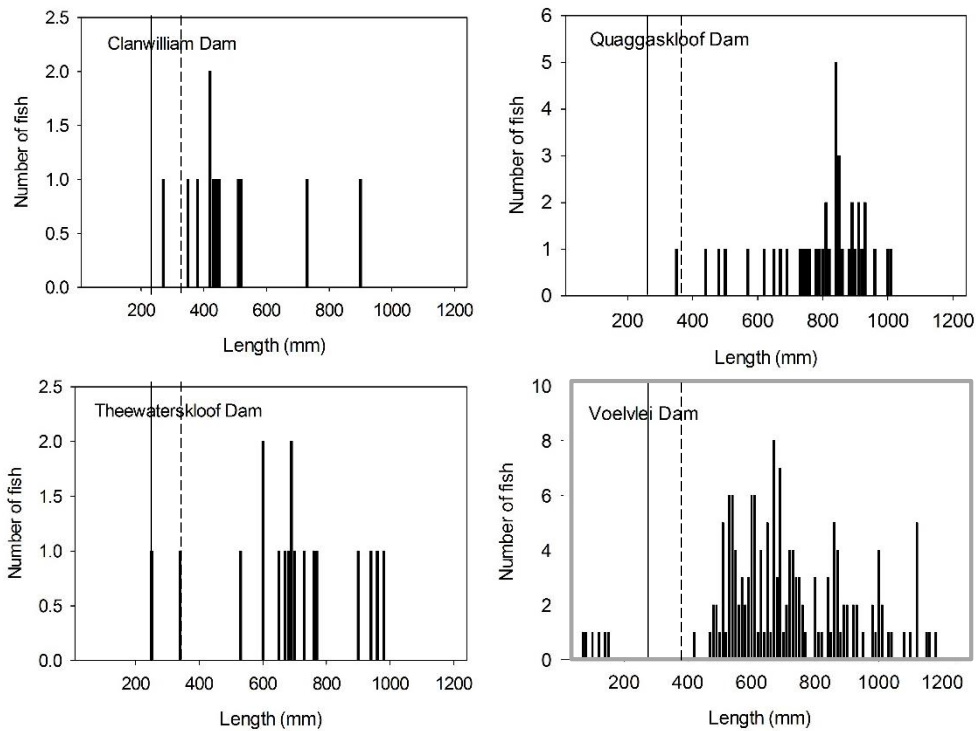 Clanwilliam Dam
Number of fish
2.5
2.0
1.5
1.0
0.5
0.0
200 400 600 800 1000 1200
Length (mm)
Quaggaskloof Dam
Number of fish
6
5
4
3
2
1
0
200 400 600 800 1000 1200
Length (mm)
Theewaterskloof Dam
Number of fish
2.5
2.0
1.5
1.0
0.5
0.0
200 400 600 800 1000 1200
Length (mm)
Voelvlei Dam
Number of fish
10
8
6
4
2
0
200 400 600 800 1000 1200
Length (mm)